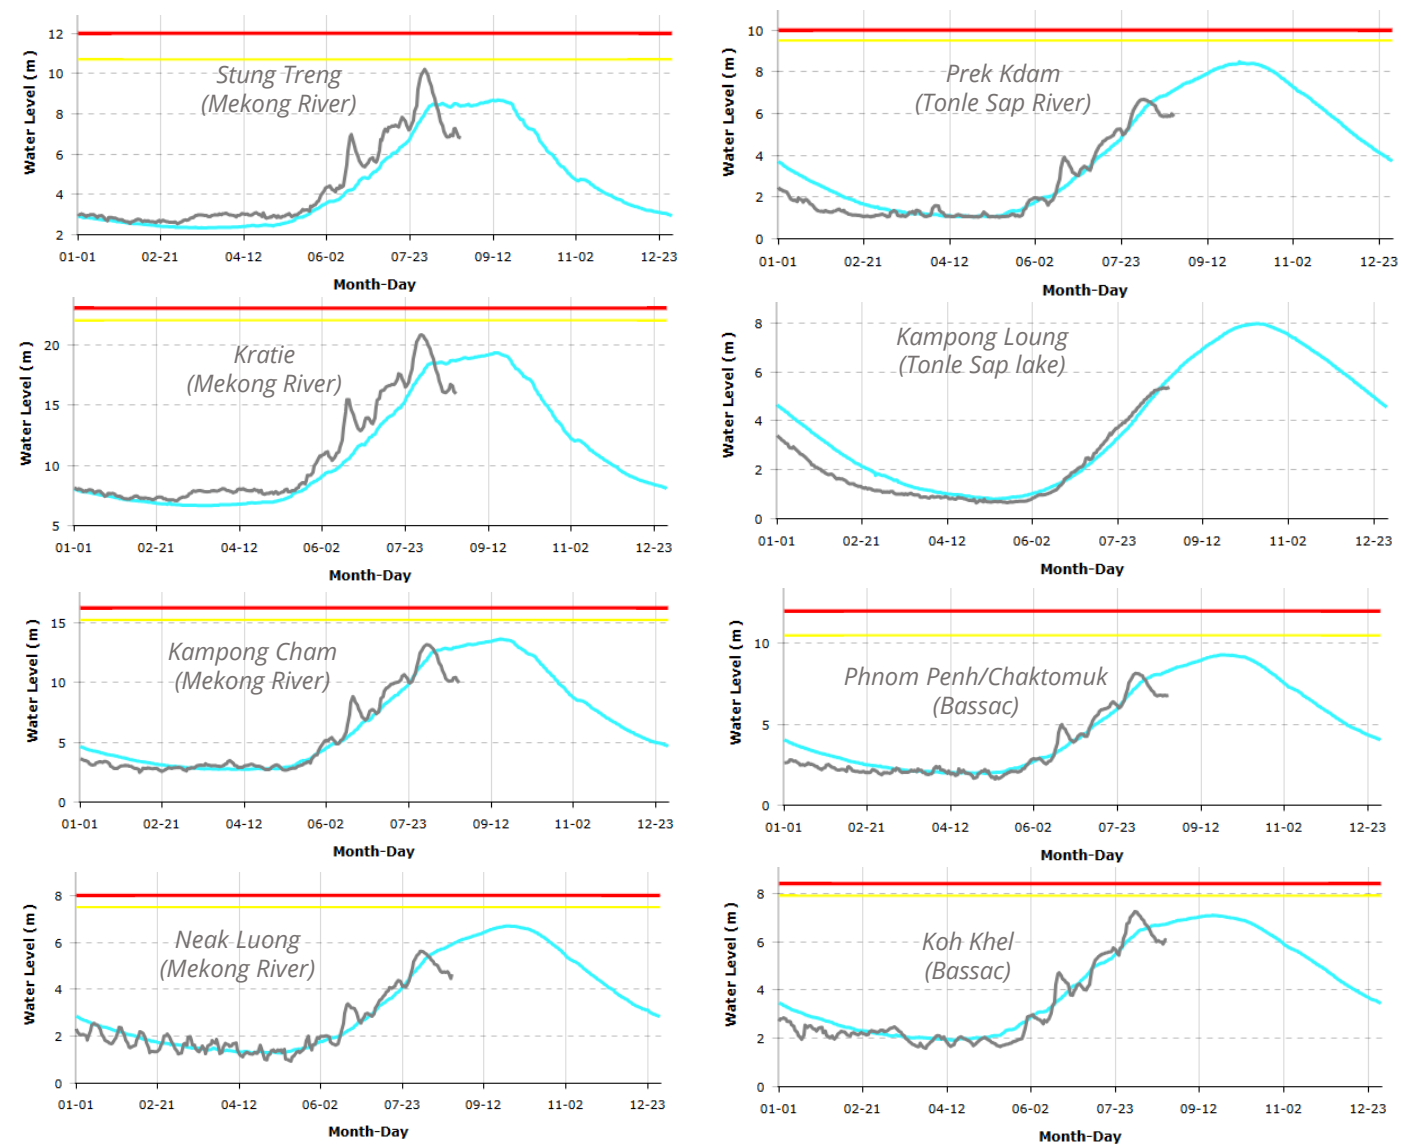 Water Level (m)
12
10
8
6
4
2
Stung Treng
(Mekong River)
01-01 02-21 04-12 06-02 07-23 09-12 11-02 12-23
Month-Day
Water Level (m)
10
8
6
4
2
0
Prek Kdam
(Tonle Sap River)
01-01 02-21 04-12 06-02 07-23 09-12 11-02 12-23
Month-Day
Water Level (m)
20
15
10
5
Kratie
(Mekong River)
01-01 02-21 04-12 06-02 07-23 09-12 11-02 12-23
Month-Day
Water Level (m)
8
6
4
2
0
Kampong Loung
(Tonle Sap lake)
01-01 02-21 04-12 06-02 07-23 09-12 11-02 12-23
Month-Day
Water Level (m)
15
10
5
0
Kampong Cham
(Mekong River)
01-01 02-21 04-12 06-02 07-23 09-12 11-02 12-23
Month-Day
Water Level (m)
10
5
0
Phnom Penh/Chaktomuk
(Bassac)
01-01 02-21 04-12 06-02 07-23 09-12 11-02 12-23
Month-Day
Water Level (m)
8
6
4
2
0
Neak Luong
(Mekong River)
01-01 02-21 04-12 06-02 07-23 09-12 11-02 12-23
Month-Day
Water Level (m)
8
6
4
2
0
Koh Khel
(Bassac)
01-01 02-21 04-12 06-02 07-23 09-12 11-02 12-23
Month-Day